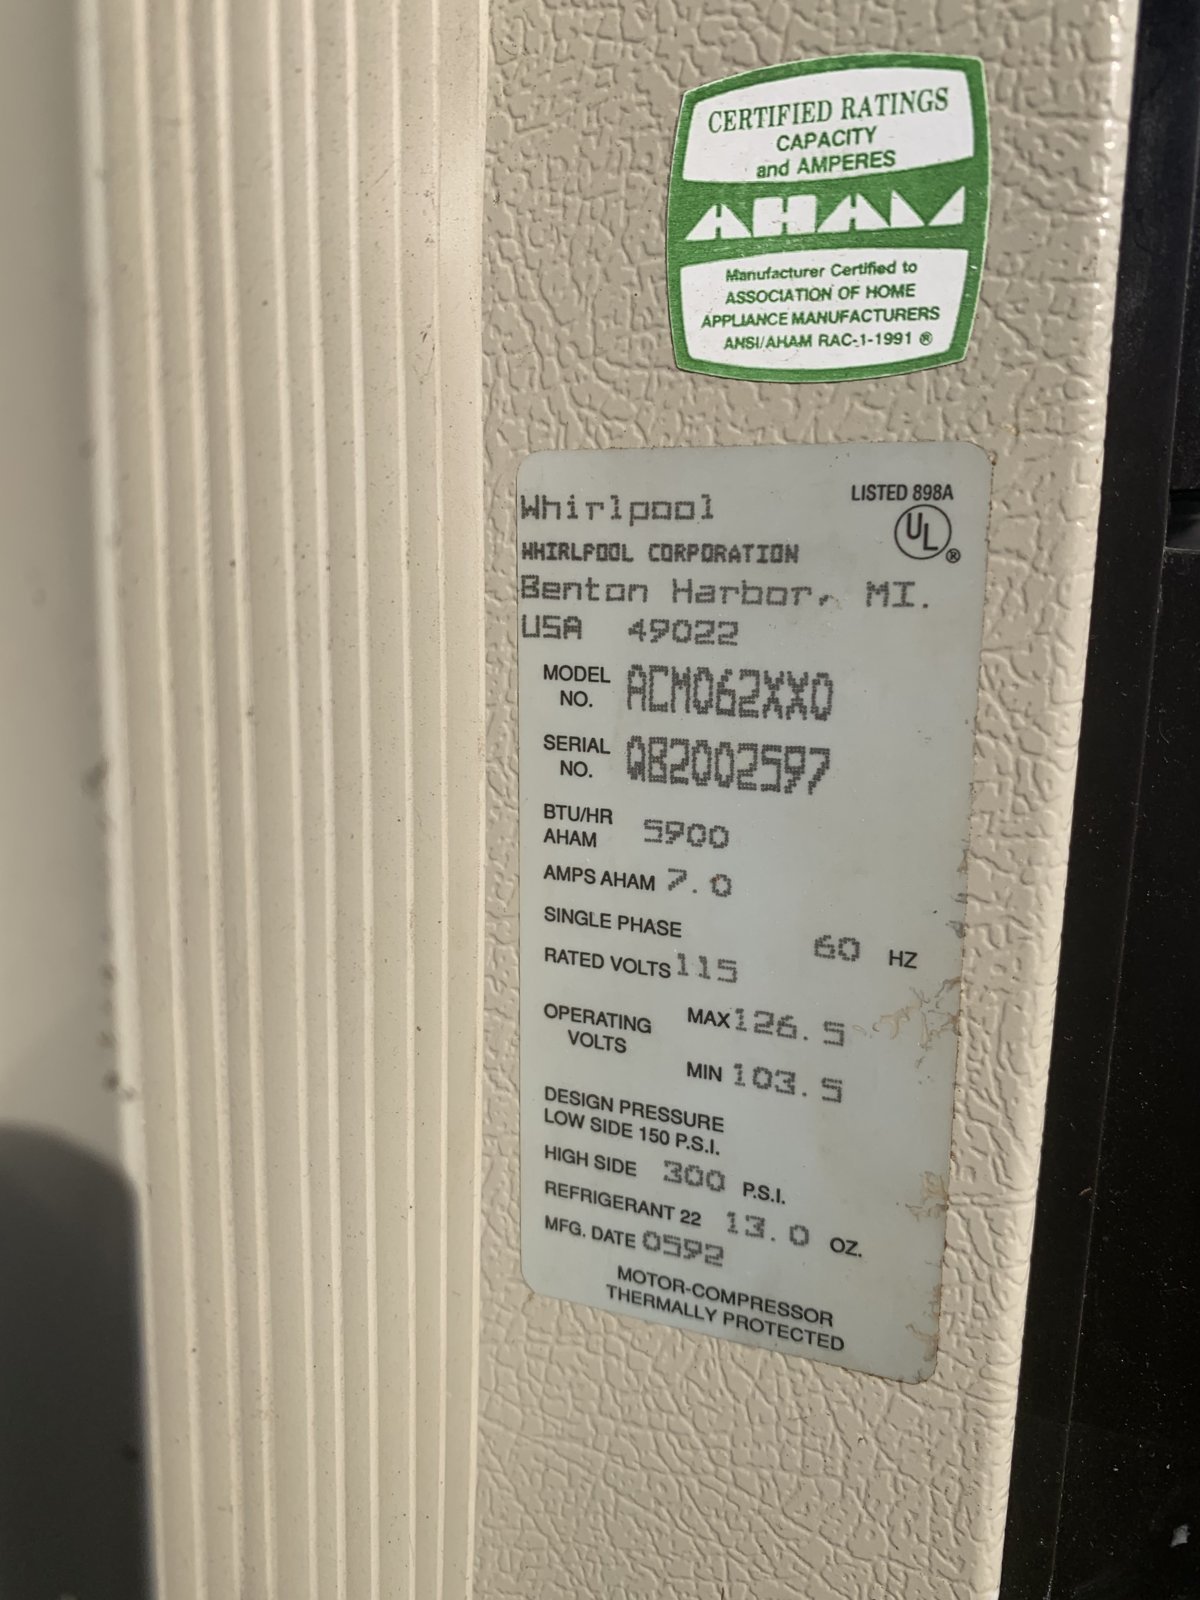 CERTIFIED RATINGS
CAPACITY
and AMPERES
AHAM
Manufacturer Certified to
ASSOCIATION OF HOME
APPLIANCE MANUFACTURERS
ANSI/AHAM RAC-1-1991 ®
Whirlpool
LISTED 898A
UL ®
WHIRLPOOL CORPORATION
Benton Harbor, MI.
USA 49022
MODEL NO. ACM062XX0
SERIAL NO. QB2002597
BTU/HR AHAM 5900
AMPS AHAM 7.0
SINGLE PHASE 60 HZ
RATED VOLTS 115
OPERATING VOLTS MAX 126.5
MIN 103.5
DESIGN PRESSURE
LOW SIDE 150 P.S.I.
HIGH SIDE 300 P.S.I.
REFRIGERANT 22 13.0 OZ.
MFG. DATE 0592
MOTOR-COMPRESSOR
THERMALLY PROTECTED